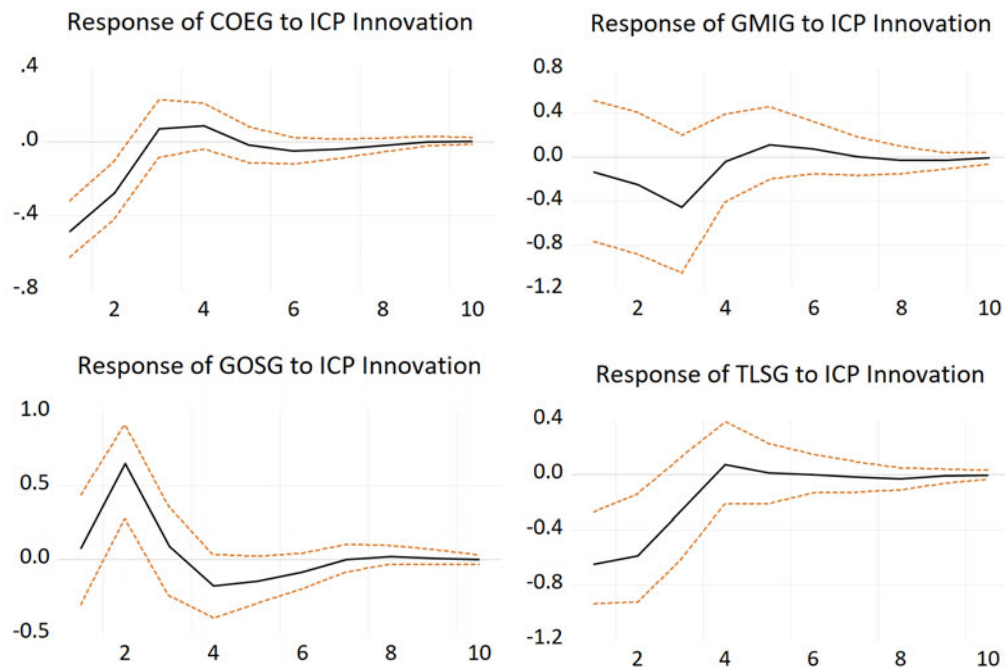 Response of COEG to ICP Innovation
.4
.0
-.4
-.8
2 4 6 8 10
Response of GMIG to ICP Innovation
0.8
0.4
0.0
-0.4
-0.8
-1.2
2 4 6 8 10
Response of GOSG to ICP Innovation
1.0
0.5
0.0
-0.5
2 4 6 8 10
Response of TLSG to ICP Innovation
0.4
0.0
-0.4
-0.8
-1.2
2 4 6 8 10